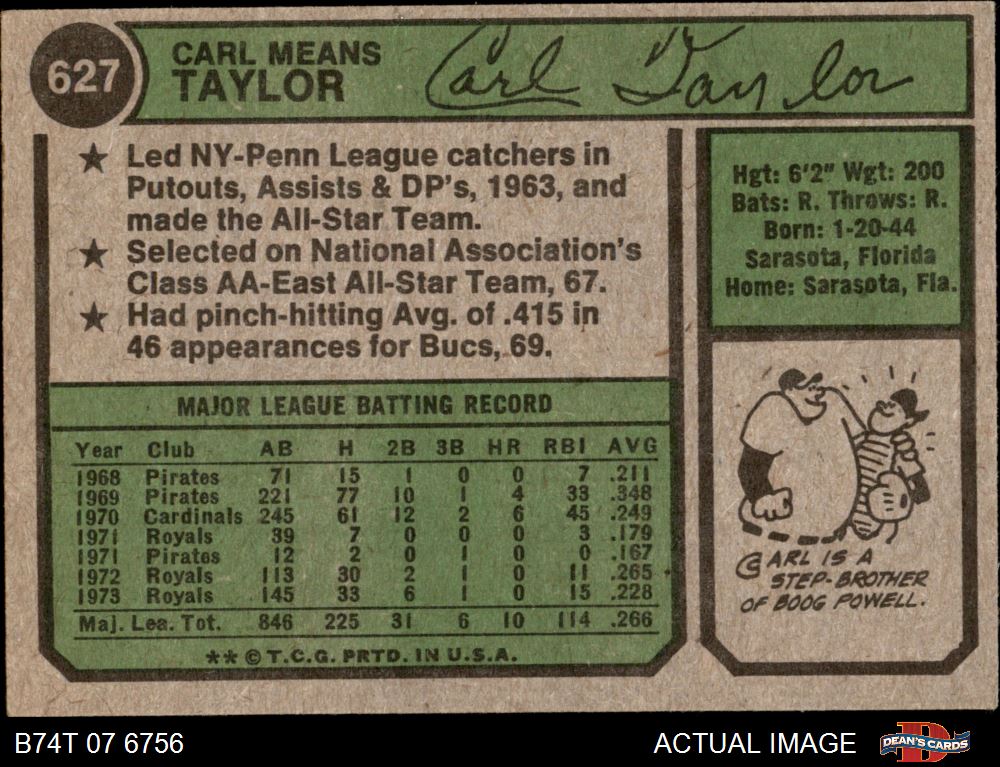 627
CARL MEANS
TAYLOR
Carl Taylor
★ Led NY-Penn League catchers in
Putouts, Assists & DP's, 1963, and
made the All-Star Team.
★ Selected on National Association's
Class AA-East All-Star Team, 67.
★ Had pinch-hitting Avg. of .415 in
46 appearances for Bucs, 69.
Hgt: 6'2" Wgt: 200
Bats: R. Throws: R.
Born: 1-20-44
Sarasota, Florida
Home: Sarasota, Fla.
MAJOR LEAGUE BATTING RECORD
Year Club AB H 2B 3B HR RBI AVG
1968 Pirates 71 15 1 0 0 7 .211
1969 Pirates 221 77 10 1 4 33 .348
1970 Cardinals 245 61 12 2 6 45 .249
1971 Royals 39 7 0 0 0 3 .179
1971 Pirates 12 2 0 1 0 0 .167
1972 Royals 113 30 2 1 0 11 .265
1973 Royals 145 33 6 1 0 15 .228
Maj. Lea. Tot. 846 225 31 6 10 114 .266
** © T.C.G. PRTD. IN U.S.A.
CARL IS A
STEP-BROTHER
OF BOOG POWELL.
B74T 07 6756
ACTUAL IMAGE
D
DEAN'S CARDS